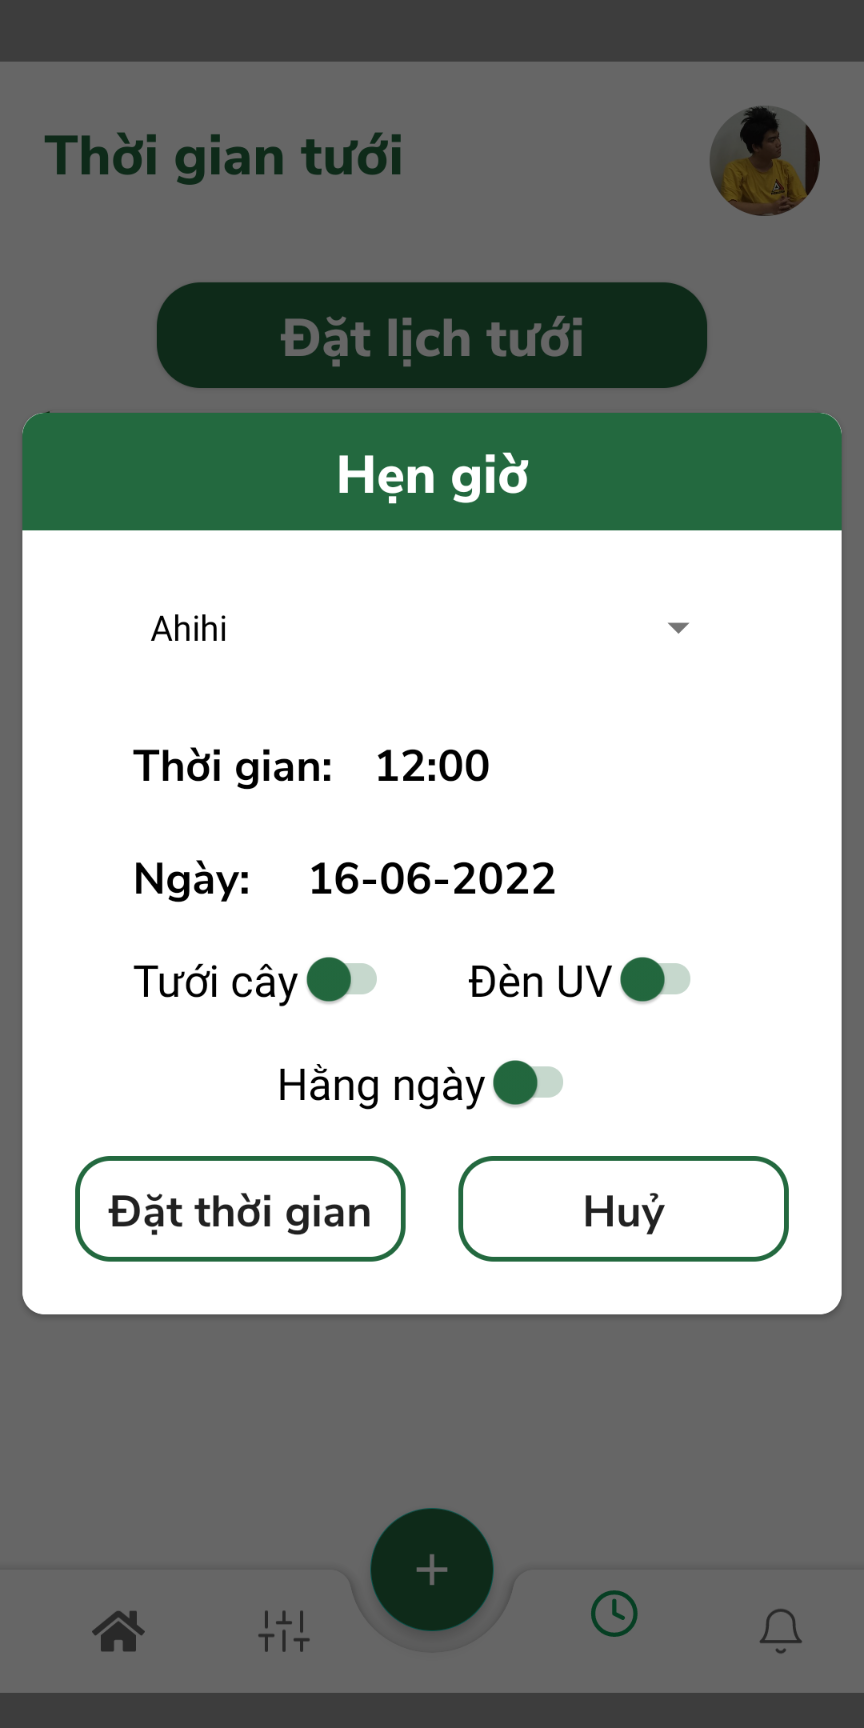 Thời gian tưới
Đặt lịch tưới
Hẹn giờ
Ahihi
Thời gian: 12:00
Ngày: 16-06-2022
Tưới cây Đèn UV
Hằng ngày
Đặt thời gian Huỷ